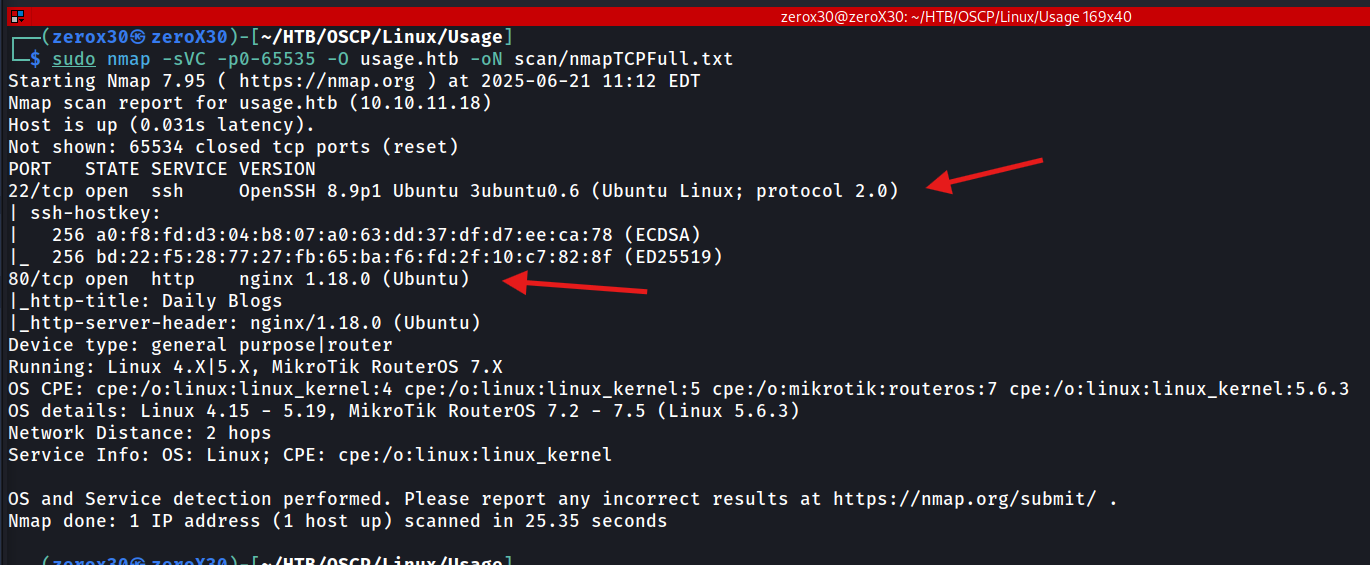 zerox30@zeroX30: ~/HTB/OSCP/Linux/Usage 169x40
┌──(zerox30㉿zeroX30)-[~/HTB/OSCP/Linux/Usage]
└─$ sudo nmap -sVC -p0-65535 -O usage.htb -oN scan/nmapTCPFull.txt
Starting Nmap 7.95 ( https://nmap.org ) at 2025-06-21 11:12 EDT
Nmap scan report for usage.htb (10.10.11.18)
Host is up (0.031s latency).
Not shown: 65534 closed tcp ports (reset)
PORT   STATE SERVICE VERSION
22/tcp open  ssh     OpenSSH 8.9p1 Ubuntu 3ubuntu0.6 (Ubuntu Linux; protocol 2.0)
| ssh-hostkey:
|   256 a0:f8:fd:d3:04:b8:07:a0:63:dd:37:df:d7:ee:ca:78 (ECDSA)
|_  256 bd:22:f5:28:77:27:fb:65:ba:f6:fd:2f:10:c7:82:8f (ED25519)
80/tcp open  http    nginx 1.18.0 (Ubuntu)
|_http-title: Daily Blogs
|_http-server-header: nginx/1.18.0 (Ubuntu)
Device type: general purpose|router
Running: Linux 4.X|5.X, MikroTik RouterOS 7.X
OS CPE: cpe:/o:linux:linux_kernel:4 cpe:/o:linux:linux_kernel:5 cpe:/o:mikrotik:routeros:7 cpe:/o:linux:linux_kernel:5.6.3
OS details: Linux 4.15 - 5.19, MikroTik RouterOS 7.2 - 7.5 (Linux 5.6.3)
Network Distance: 2 hops
Service Info: OS: Linux; CPE: cpe:/o:linux:linux_kernel
OS and Service detection performed. Please report any incorrect results at https://nmap.org/submit/ .
Nmap done: 1 IP address (1 host up) scanned in 25.35 seconds
(zerox30㉿zeroX30)-[~/HTB/OSCP/Linux/Usage]